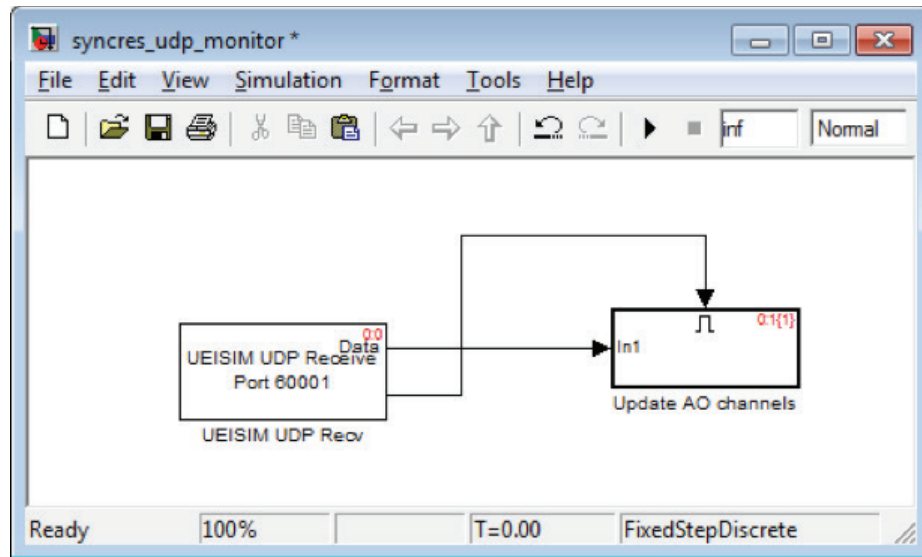 syncres_udp_monitor *
File Edit View Simulation Format Tools Help
inf Normal
0:0
Data
UEISIM UDP Receive
Port 60001
UEISIM UDP Recv
0:1{1}
In1
Update AO channels
Ready 100% T=0.00 FixedStepDiscrete